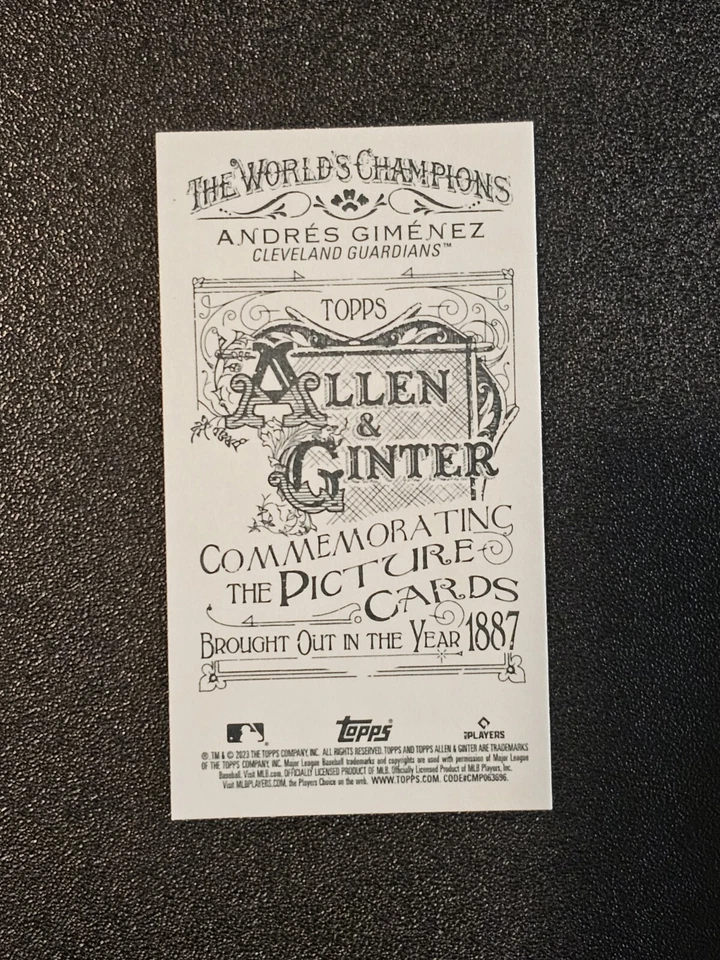 THE WORLD'S CHAMPIONS
ANDRÉS GIMÉNEZ
CLEVELAND GUARDIANS™
TOPPS
ALLEN
&
GINTER
COMMEMORATING
THE PICTURE
CARDS
BROUGHT OUT IN THE YEAR 1887
topps
PLAYERS
®, TM & © 2023 THE TOPPS COMPANY, INC. ALL RIGHTS RESERVED. TOPPS AND TOPPS ALLEN & GINTER ARE TRADEMARKS
OF THE TOPPS COMPANY, INC. Major League Baseball trademarks and copyrights are used with permission of Major League
Baseball. Visit MLB.com. OFFICIALLY LICENSED PRODUCT OF MLB. Officially Licensed Product of MLB Players, Inc.
Visit MLBPLAYERS.COM, the Players Choice on the web. WWW.TOPPS.COM. CODE#CMP063696.